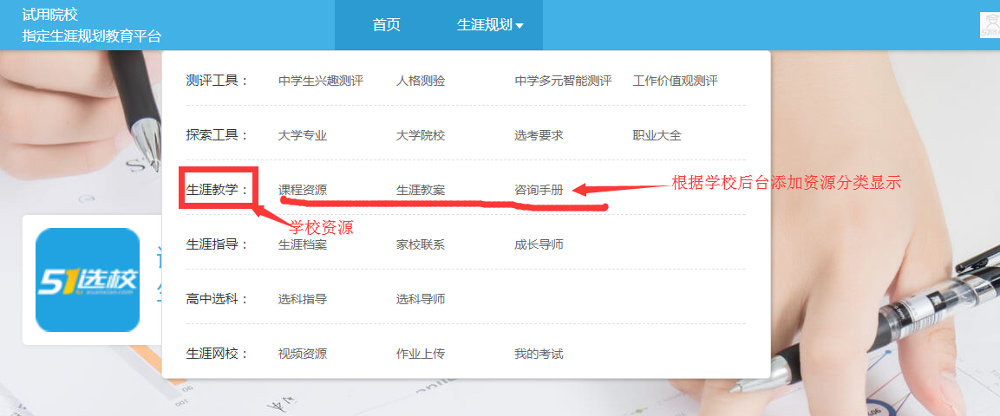 试用院校
指定生涯规划教育平台
首页 生涯规划
测评工具： 中学生兴趣测评 人格测验 中学多元智能测评 工作价值观测评
探索工具： 大学专业 大学院校 选考要求 职业大全
生涯教学： 课程资源 生涯教案 咨询手册
根据学校后台添加资源分类显示
学校资源
生涯指导： 生涯档案 家校联系 成长导师
高中选科： 选科指导 选科导师
生涯网校： 视频资源 作业上传 我的考试
51选校